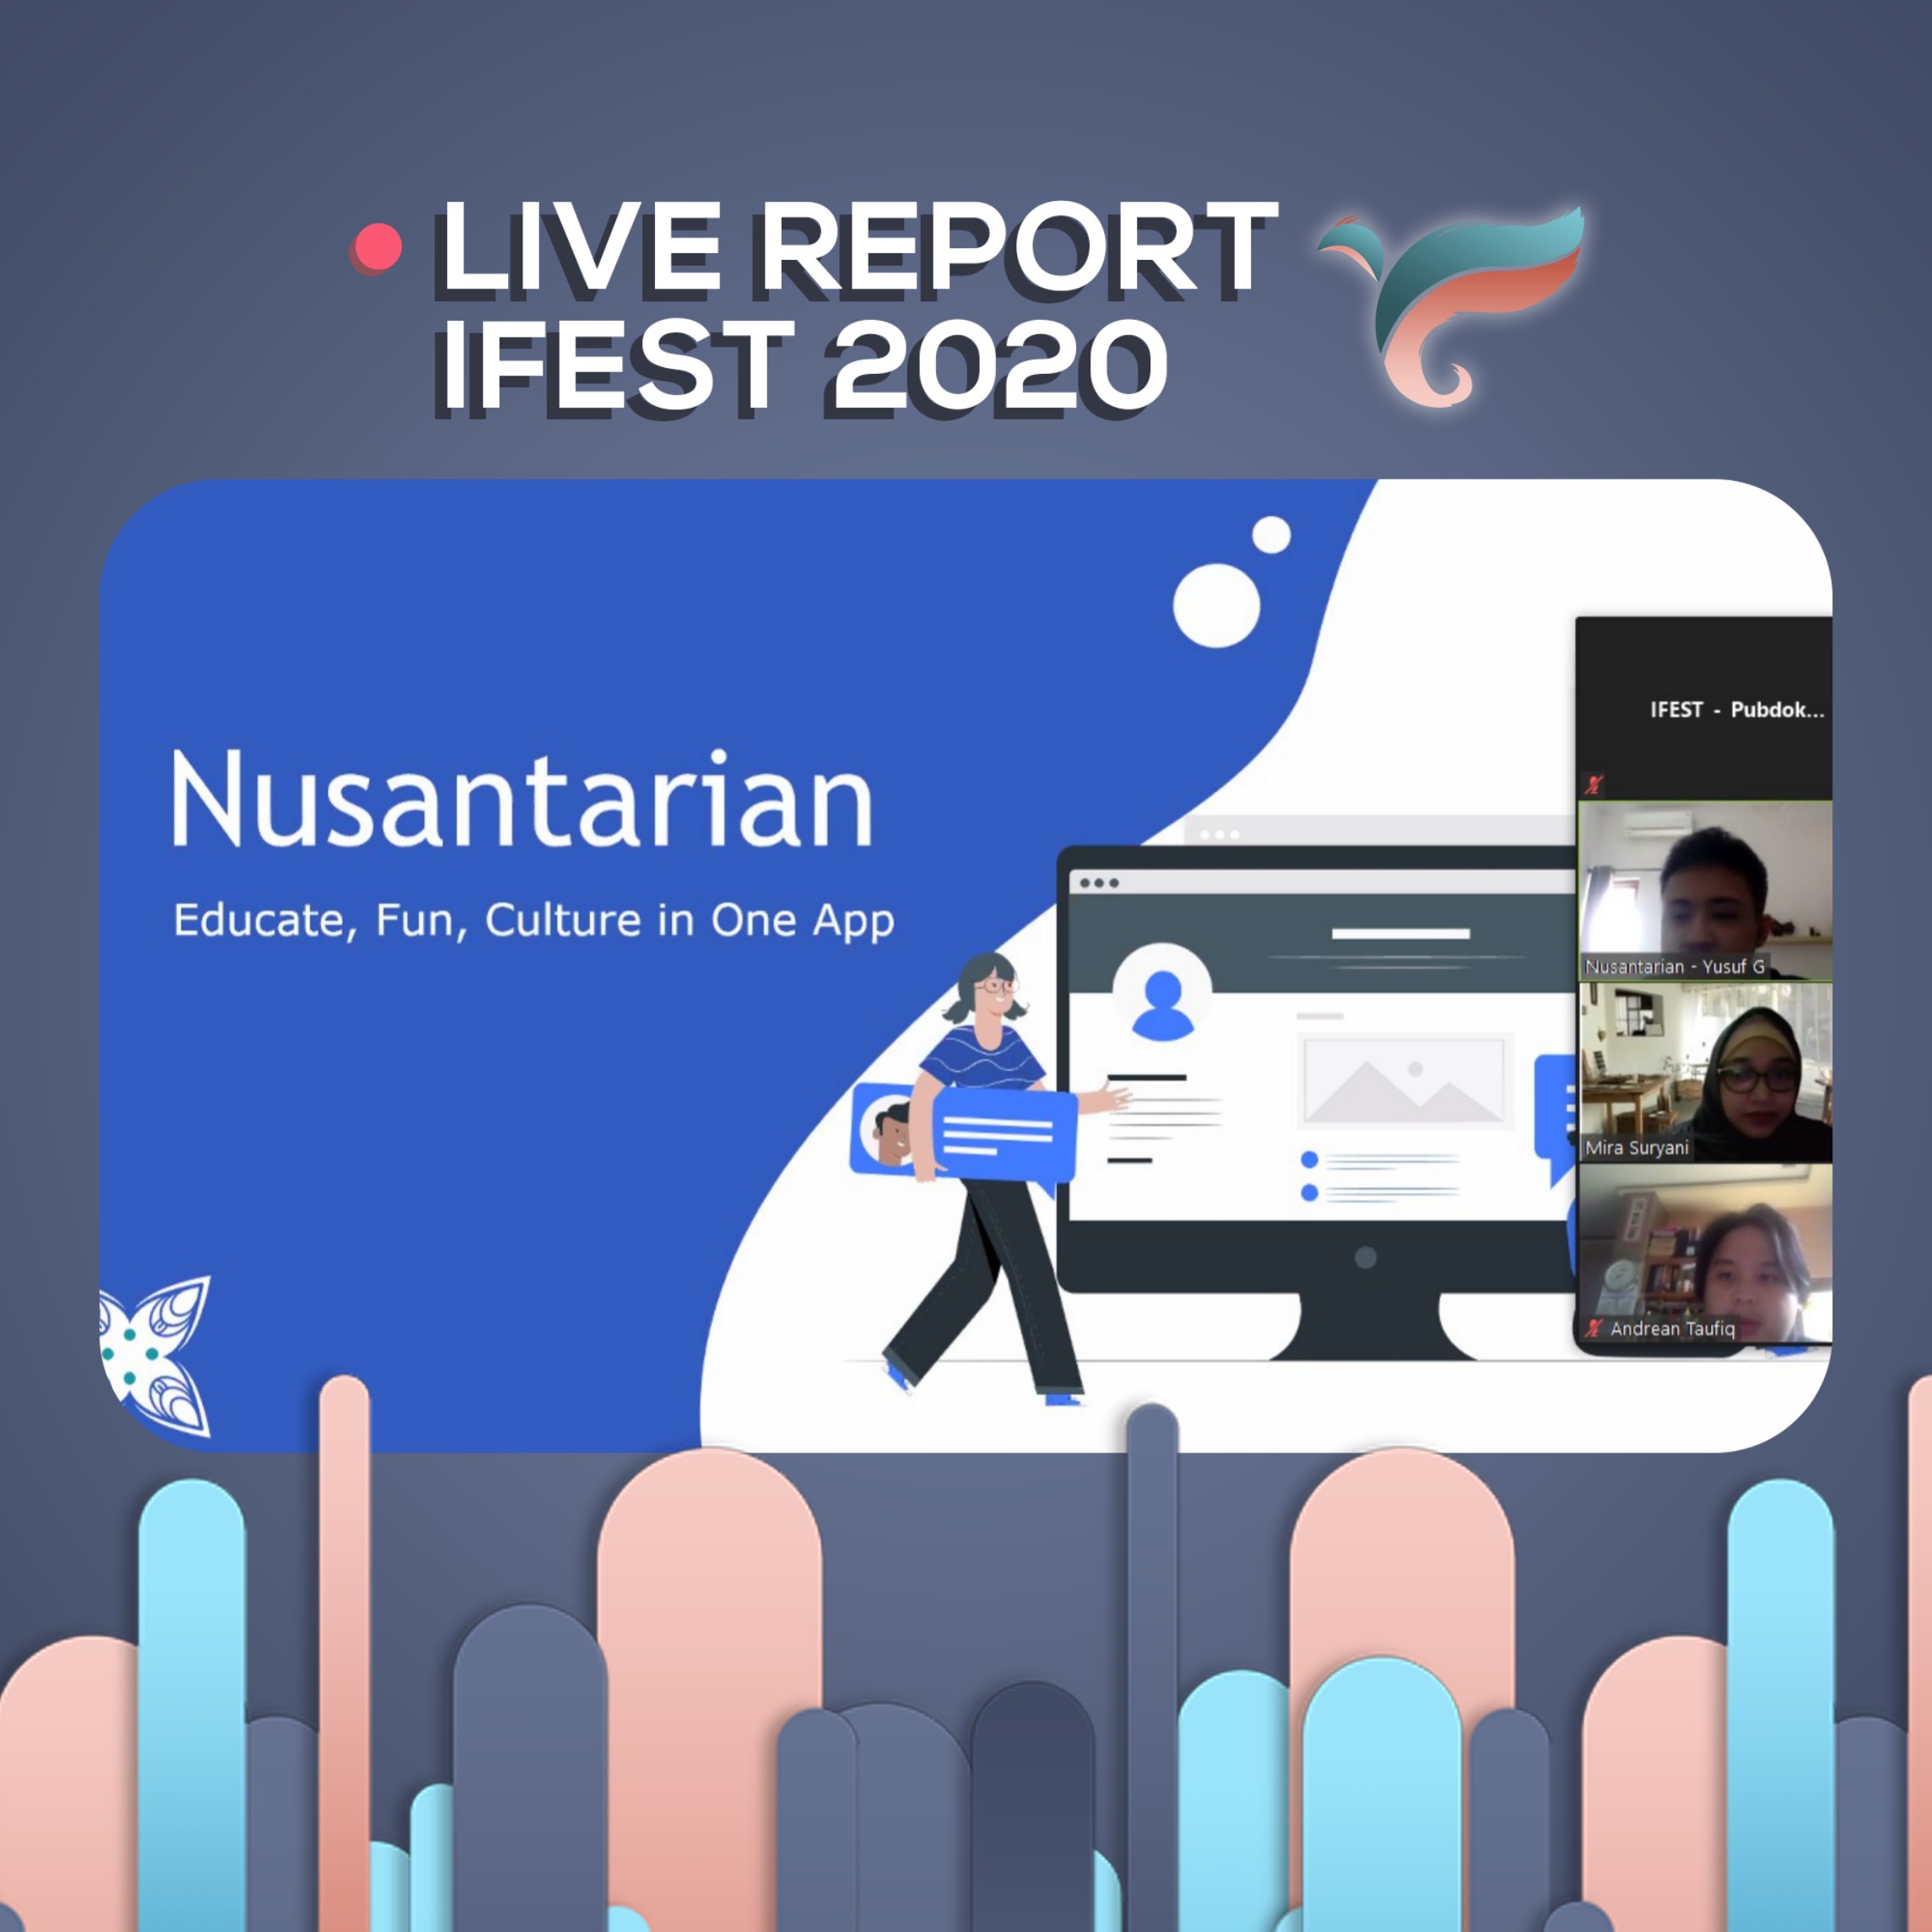 LIVE REPORT
IFEST 2020
Nusantarian
Educate, Fun, Culture in One App
IFEST - Pubdok...
Nusantarian - Yusuf G
Mira Suryani
Andrean Taufiq